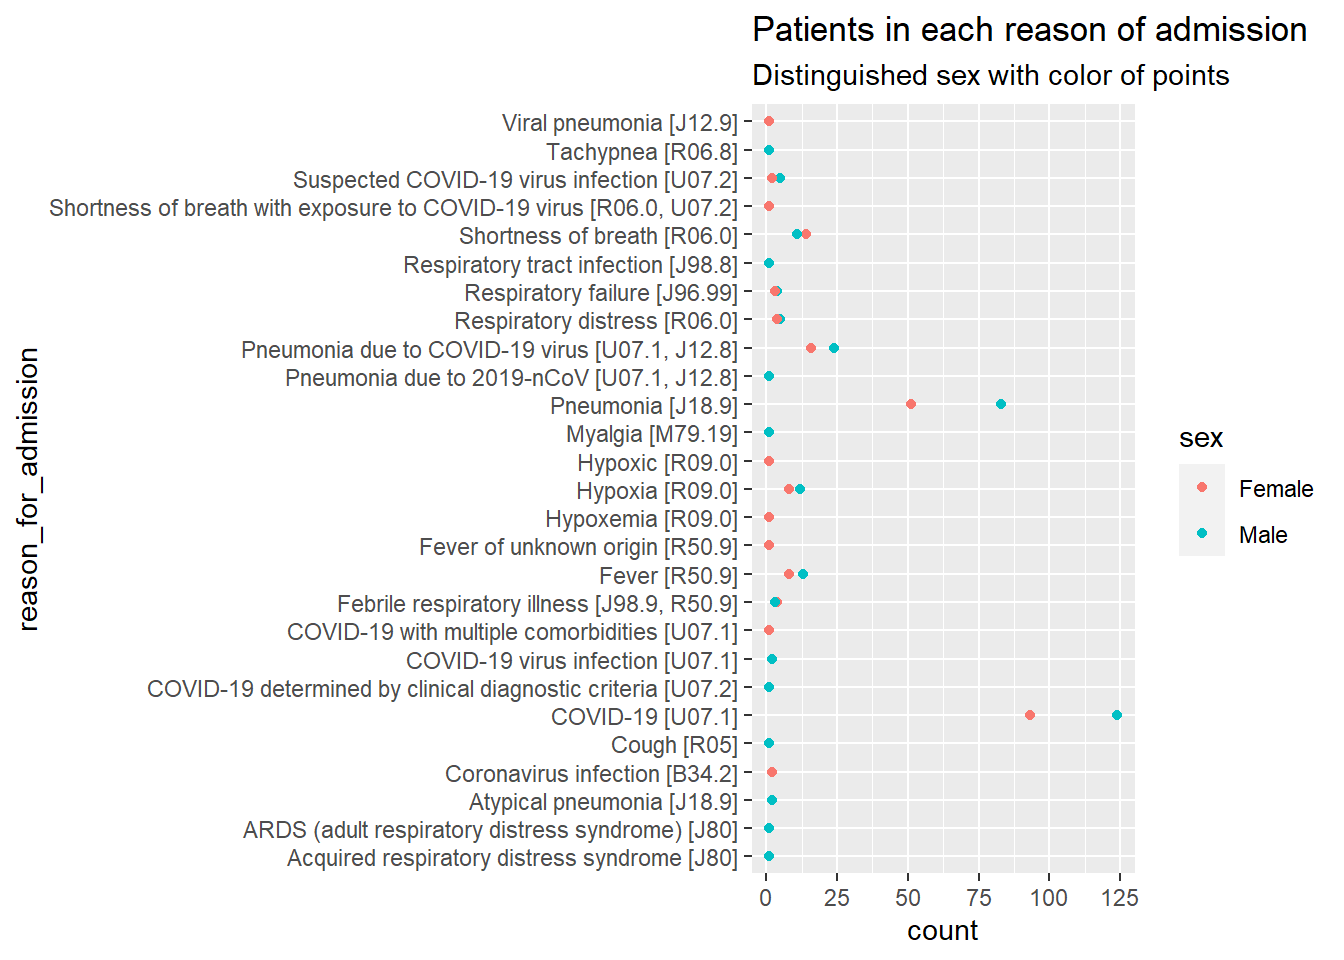 Patients in each reason of admission
Distinguished sex with color of points
Viral pneumonia [J12.9]
Tachypnea [R06.8]
Suspected COVID-19 virus infection [U07.2]
Shortness of breath with exposure to COVID-19 virus [R06.0, U07.2]
Shortness of breath [R06.0]
Respiratory tract infection [J98.8]
Respiratory failure [J96.99]
Respiratory distress [R06.0]
Pneumonia due to COVID-19 virus [U07.1, J12.8]
Pneumonia due to 2019-nCoV [U07.1, J12.8]
Pneumonia [J18.9]
Myalgia [M79.19]
Hypoxic [R09.0]
Hypoxia [R09.0]
Hypoxemia [R09.0]
Fever of unknown origin [R50.9]
Fever [R50.9]
Febrile respiratory illness [J98.9, R50.9]
COVID-19 with multiple comorbidities [U07.1]
COVID-19 virus infection [U07.1]
COVID-19 determined by clinical diagnostic criteria [U07.2]
COVID-19 [U07.1]
Cough [R05]
Coronavirus infection [B34.2]
Atypical pneumonia [J18.9]
ARDS (adult respiratory distress syndrome) [J80]
Acquired respiratory distress syndrome [J80]
reason_for_admission
0 25 50 75 100 125
count
sex
Female
Male